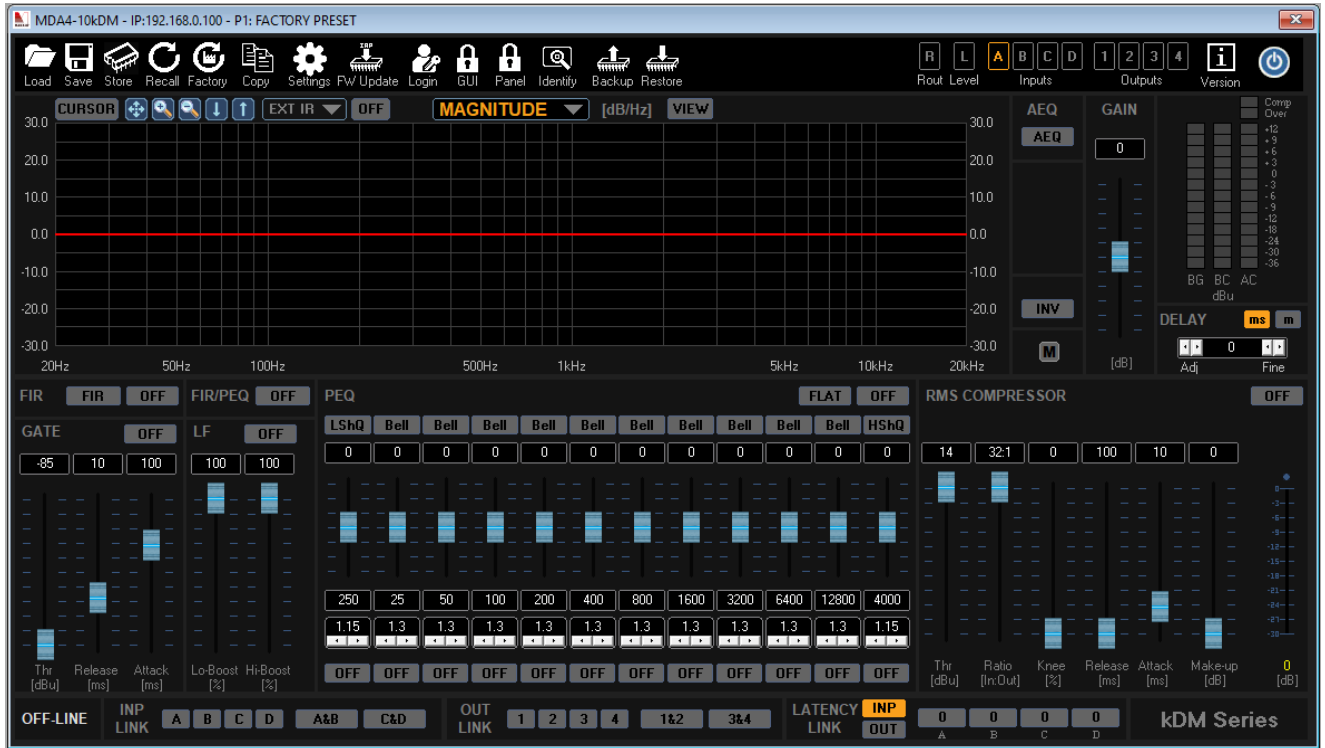 MDA4-10kDM - IP:192.168.0.100 - P1: FACTORY PRESET
Load Save Store Recall Factory Copy Settings FW Update Login GUI Panel Identify Backup Restore
R L A B C D 1 2 3 4
Rout Level Inputs Outputs Version
CURSOR EXT IR OFF MAGNITUDE [dB/Hz] VIEW
AEQ GAIN
Comp
Over
30.0 30.0
AEQ 0
+12
+9
+6
+3
0
-3
-6
-9
-12
-18
-24
-30
-36
20.0 20.0
10.0 10.0
0.0 0.0
-10.0 -10.0
BG BC AC
dBu
-20.0 -20.0
INV
DELAY ms m
-30.0 -30.0
M
0
20Hz 50Hz 100Hz 500Hz 1kHz 5kHz 10kHz 20kHz
[dB]
Adj Fine
FIR FIR OFF FIR/PEQ OFF PEQ FLAT OFF RMS COMPRESSOR OFF
GATE OFF LF OFF
LShQ Bell Bell Bell Bell Bell Bell Bell Bell Bell Bell HShQ
0 0 0 0 0 0 0 0 0 0 0 0
-85 10 100 100 100
14 32:1 0 100 10 0
0
-3
-6
-9
-12
-15
-18
-21
-24
-27
-30
250 25 50 100 200 400 800 1600 3200 6400 12800 4000
1.15 1.3 1.3 1.3 1.3 1.3 1.3 1.3 1.3 1.3 1.3 1.15
OFF OFF OFF OFF OFF OFF OFF OFF OFF OFF OFF OFF
Thr Release Attack Lo-Boost Hi-Boost
[dBu] [ms] [ms] [%] [%]
Thr Ratio Knee Release Attack Make-up 0
[dBu] [In:Out] [%] [ms] [ms] [dB] [dB]
OFF-LINE INP LINK A B C D A&B C&D OUT LINK 1 2 3 4 1&2 3&4 LATENCY LINK INP OUT
0 0 0 0
A B C D
kDM Series